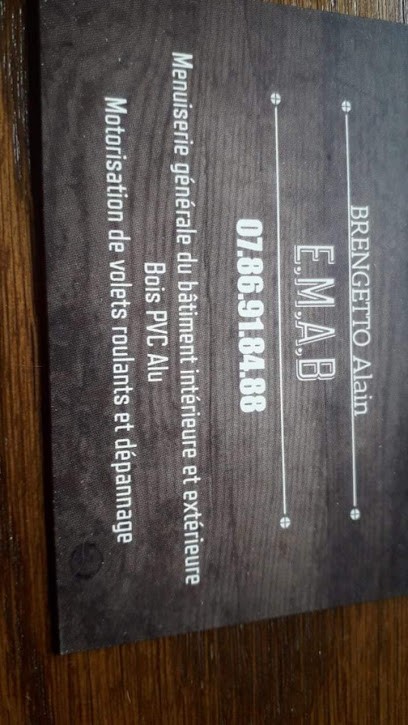 BRENGETTO Alain
E.M.A.B
07.86.91.84.88
Menuiserie générale du bâtiment intérieure et extérieure
Bois PVC Alu
Motorisation de volets roulants et dépannage